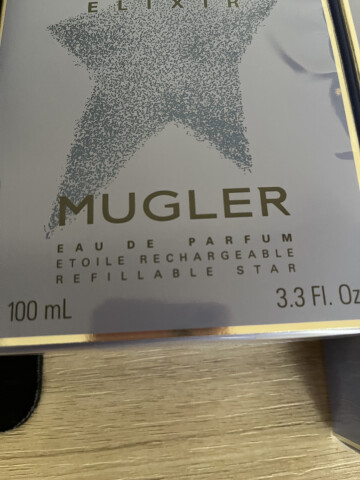 ELIXIR
MUGLER
EAU DE PARFUM
ETOILE RECHARGEABLE
REFILLABLE STAR
100 mL 3.3 Fl. Oz